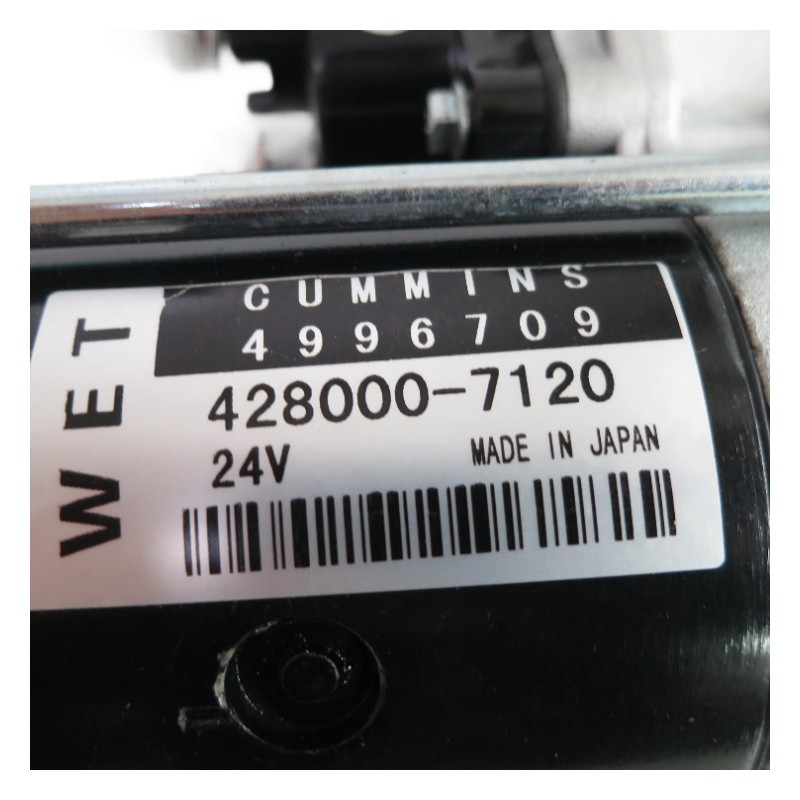 WET
CUMMINS
4996709
428000-7120
24V MADE IN JAPAN